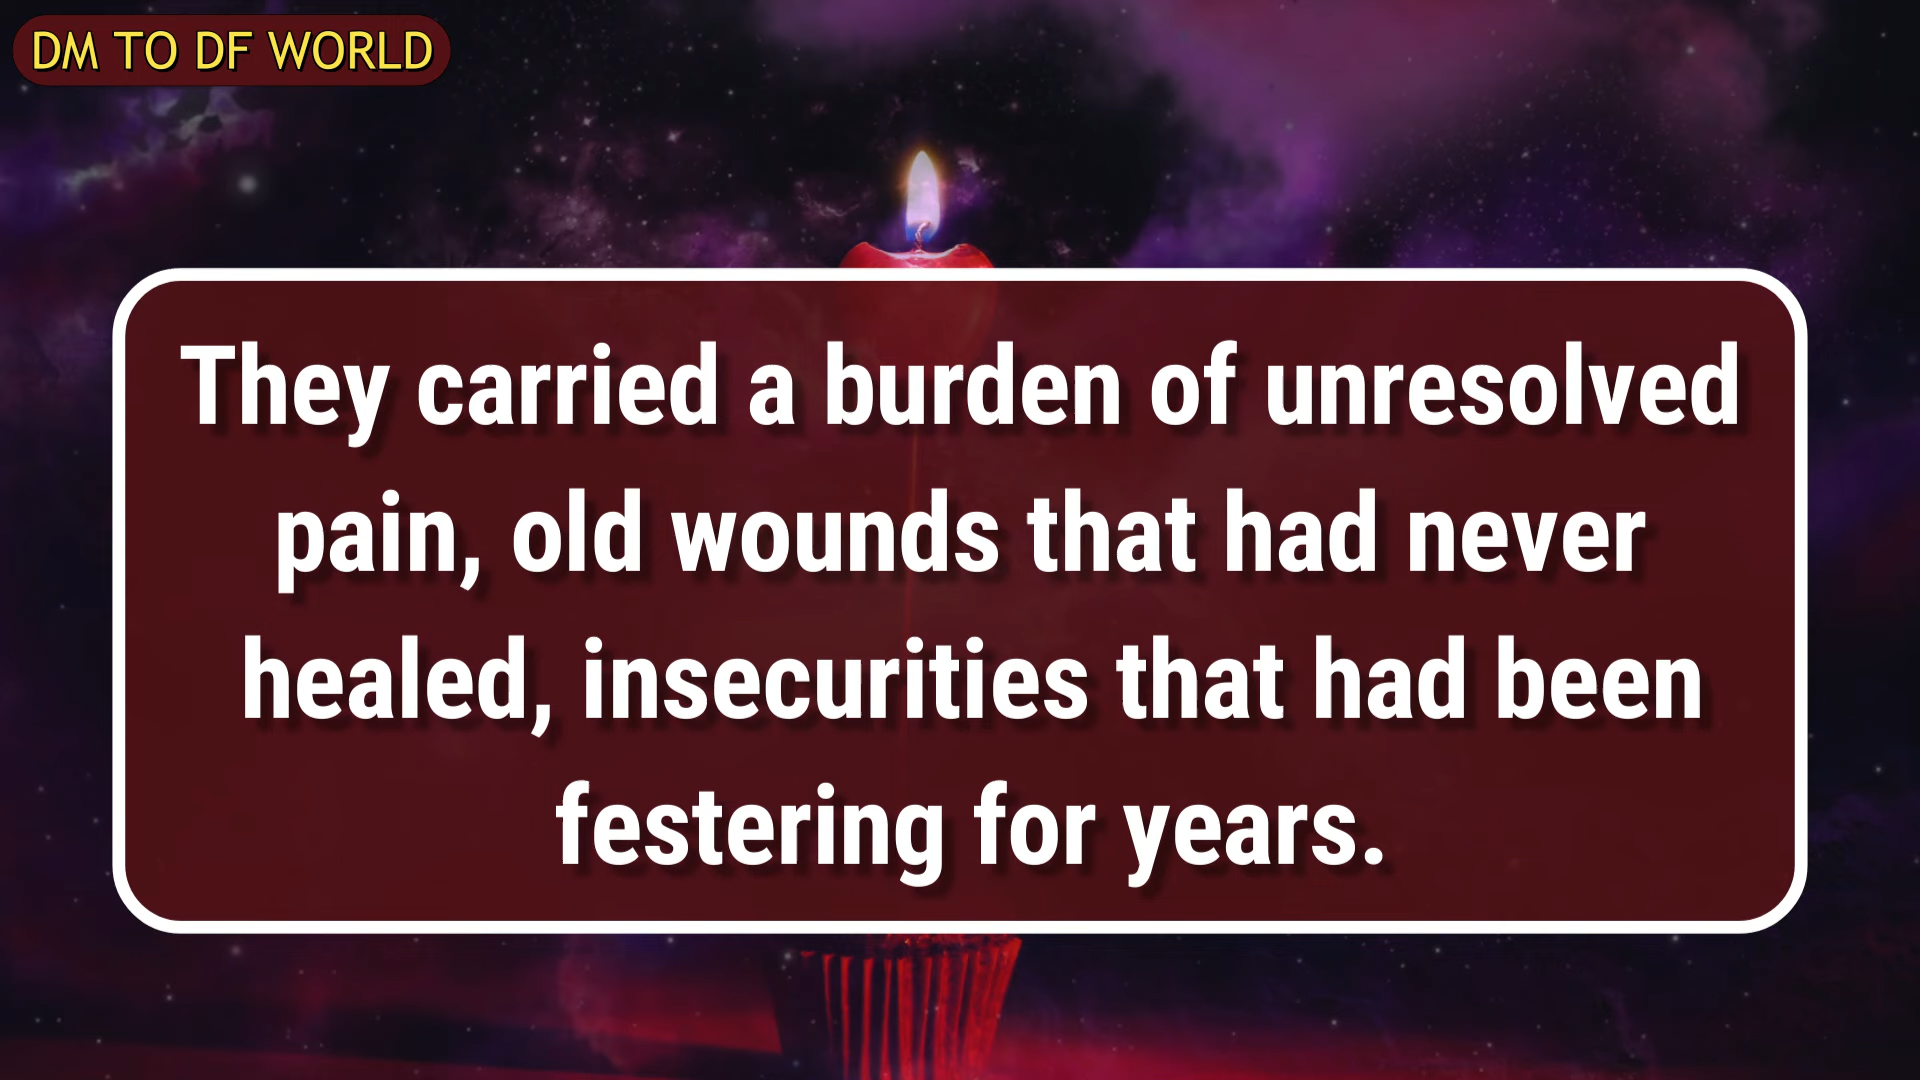 DM TO DF WORLD
They carried a burden of unresolved
pain, old wounds that had never
healed, insecurities that had been
festering for years.